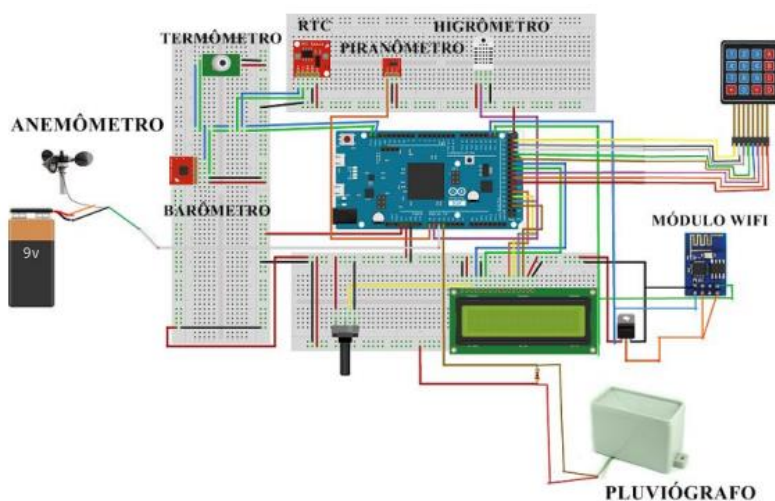 RTC
TERMÔMETRO
PIRANÔMETRO
HIGRÔMETRO
ANEMÔMETRO
BARÔMETRO
9v
MÓDULO WIFI
PLUVIÓGRAFO